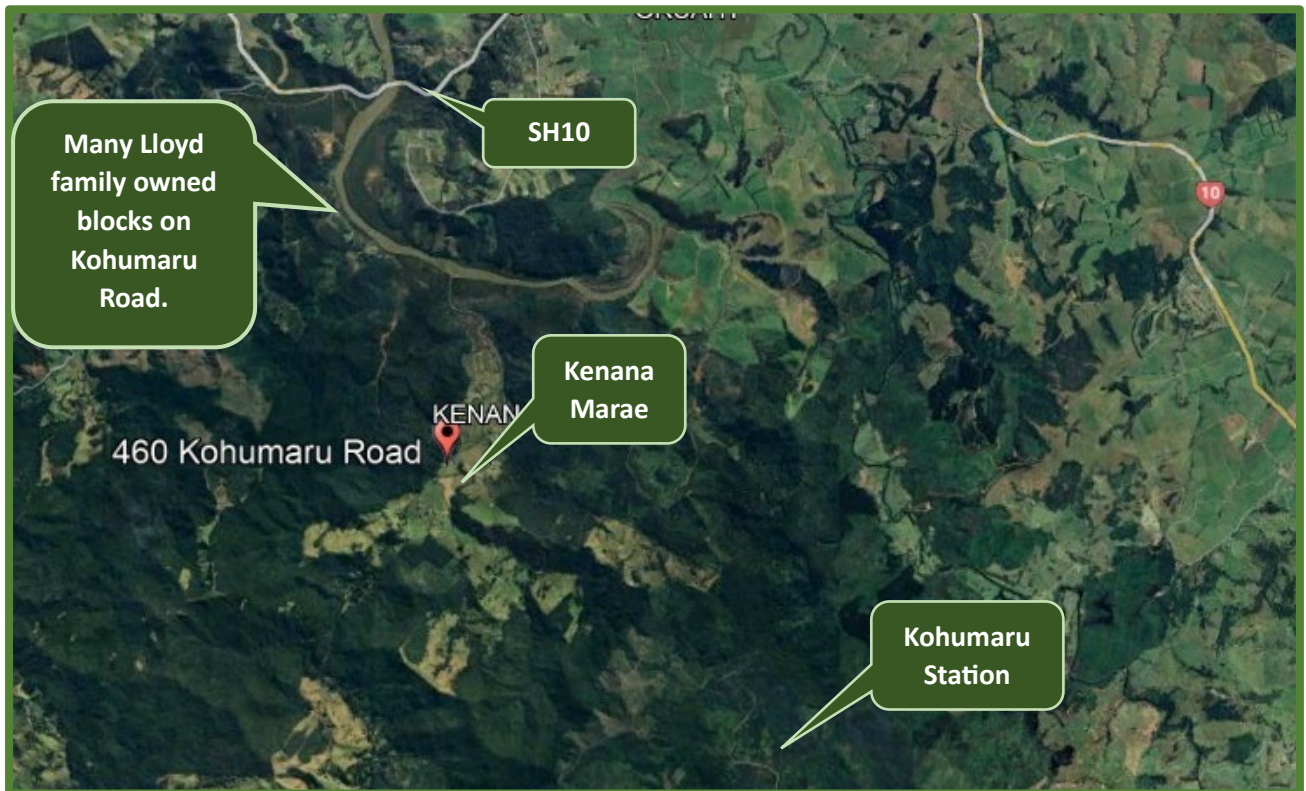 Many Lloyd
family owned
blocks on
Kohumaru
Road.
SH10
10
Kenana
Marae
KENAN
460 Kohumaru Road
Kohumaru
Station